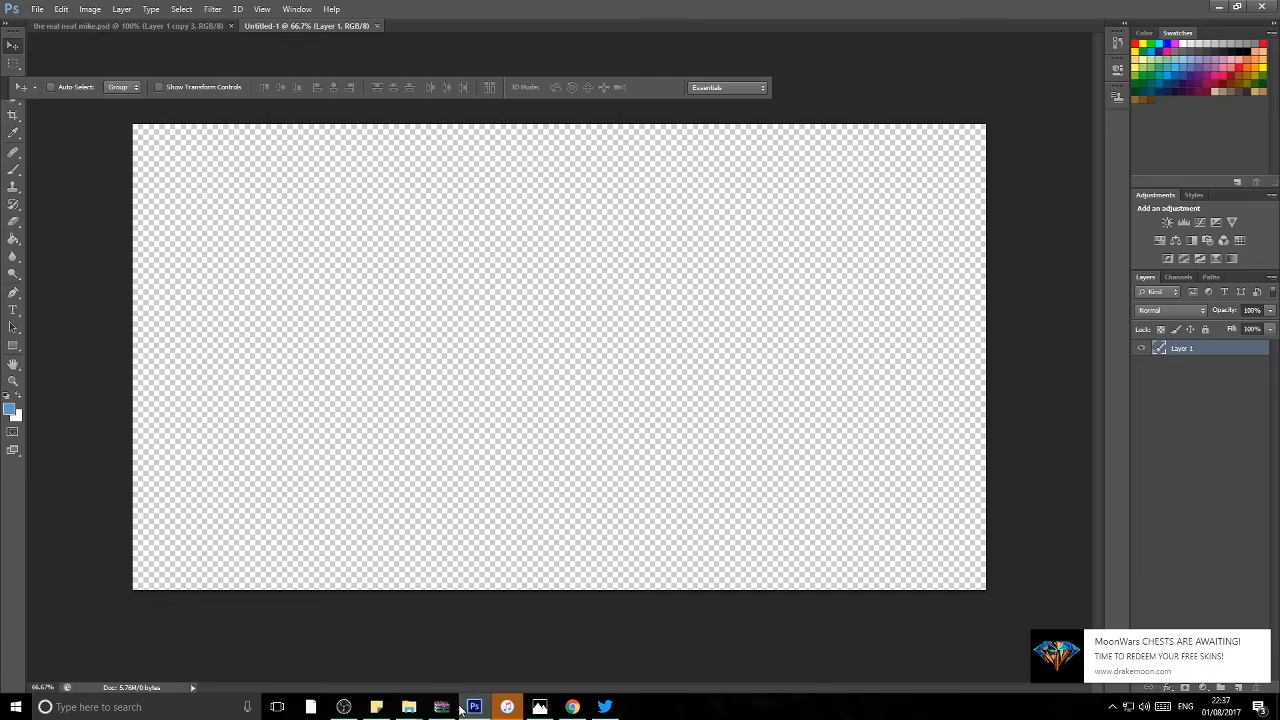 Ps File Edit Image Layer Type Select Filter 3D View Window Help
the real neat mike.psd @ 100% (Layer 1 copy 3, RGB/8) × Untitled-1 @ 66.7% (Layer 1, RGB/8) ×
Color Swatches
Auto-Select: Group Show Transform Controls 3D Mode: Essentials
Adjustments Styles
Add an adjustment
Layers Channels Paths
Kind
Normal Opacity: 100%
Lock: Fill: 100%
Layer 1
MoonWars CHESTS ARE AWAITING!
TIME TO REDEEM YOUR FREE SKINS!
www.drakemoon.com
66.67% Doc: 5.76M/0 bytes
Type here to search Ps ENG 22:37
01/08/2017